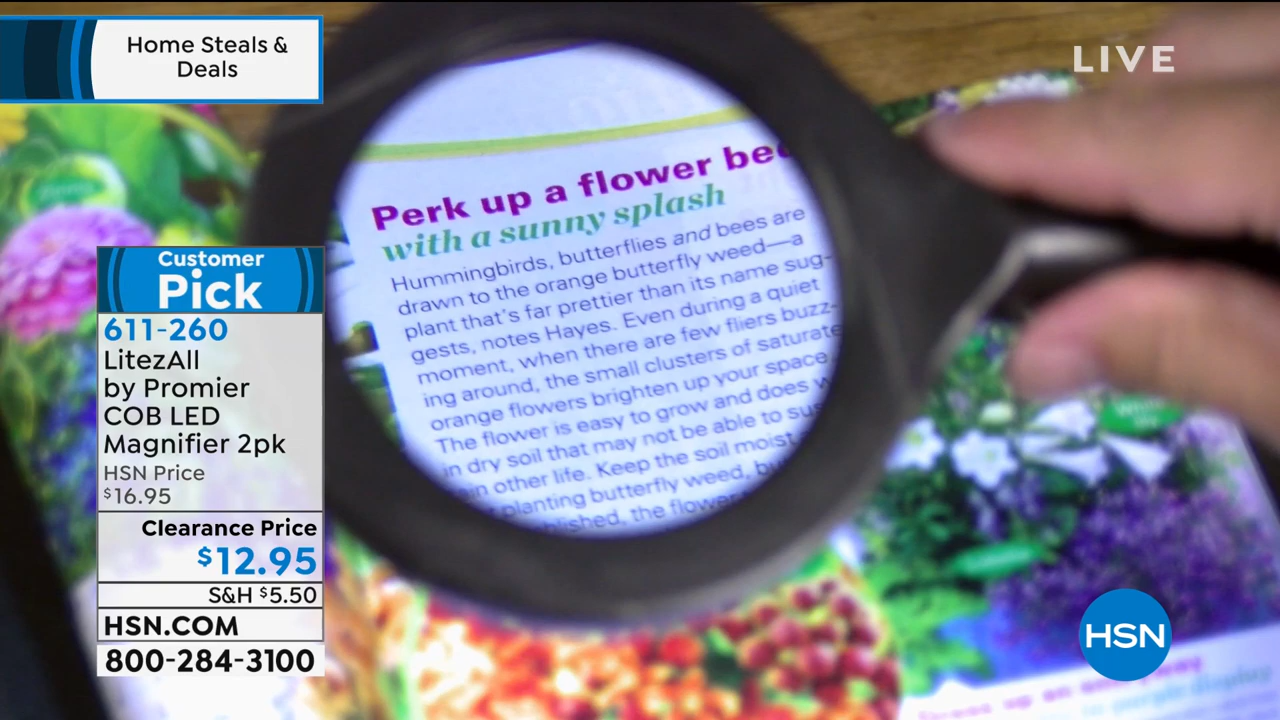 Home Steals &
Deals
LIVE
Customer
Pick
611-260
LitezAll
by Promier
COB LED
Magnifier 2pk
HSN Price
$16.95
Clearance Price
$12.95
S&H $5.50
HSN.COM
800-284-3100
Perk up a flower
with a sunny splash
Hummingbirds, butterflies and bees are
drawn to the orange butterfly weed—a
plant that's far prettier than its name sug-
gests, notes Hayes. Even during a quiet
moment, when there are few fliers buzz-
ing around, the small clusters of saturate
orange flowers brighten up your space.
The flower is easy to grow and does
in dry soil that may not be able to
other life. Keep the soil moist
planting butterfly weed,
the flower
HSN